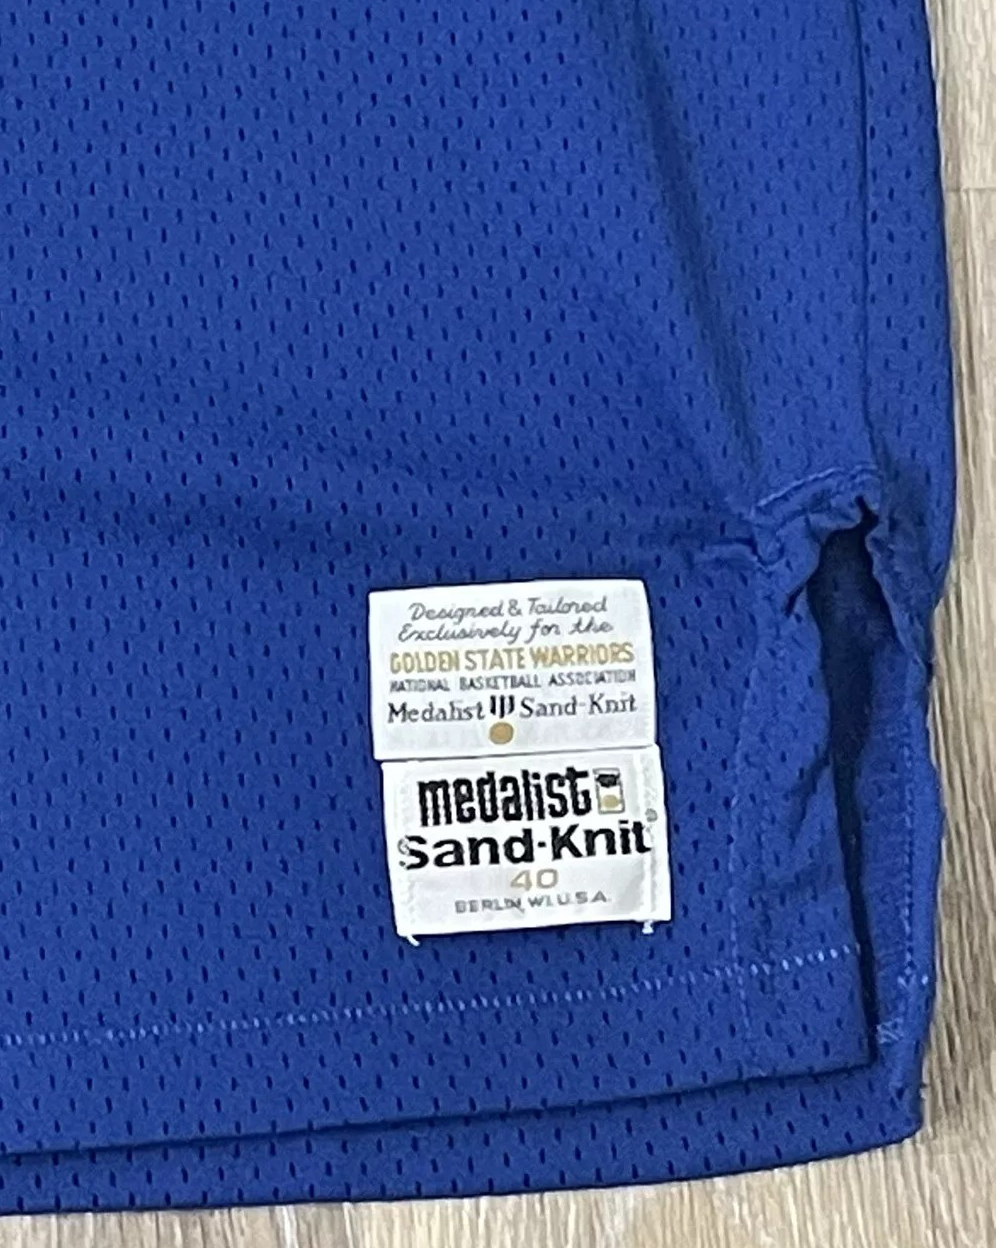 Designed & Tailored
Exclusively for the
GOLDEN STATE WARRIORS
NATIONAL BASKETBALL ASSOCIATION
Medalist Sand-Knit
medalist
Sand-Knit
40
BERLIN, WI. U.S.A.